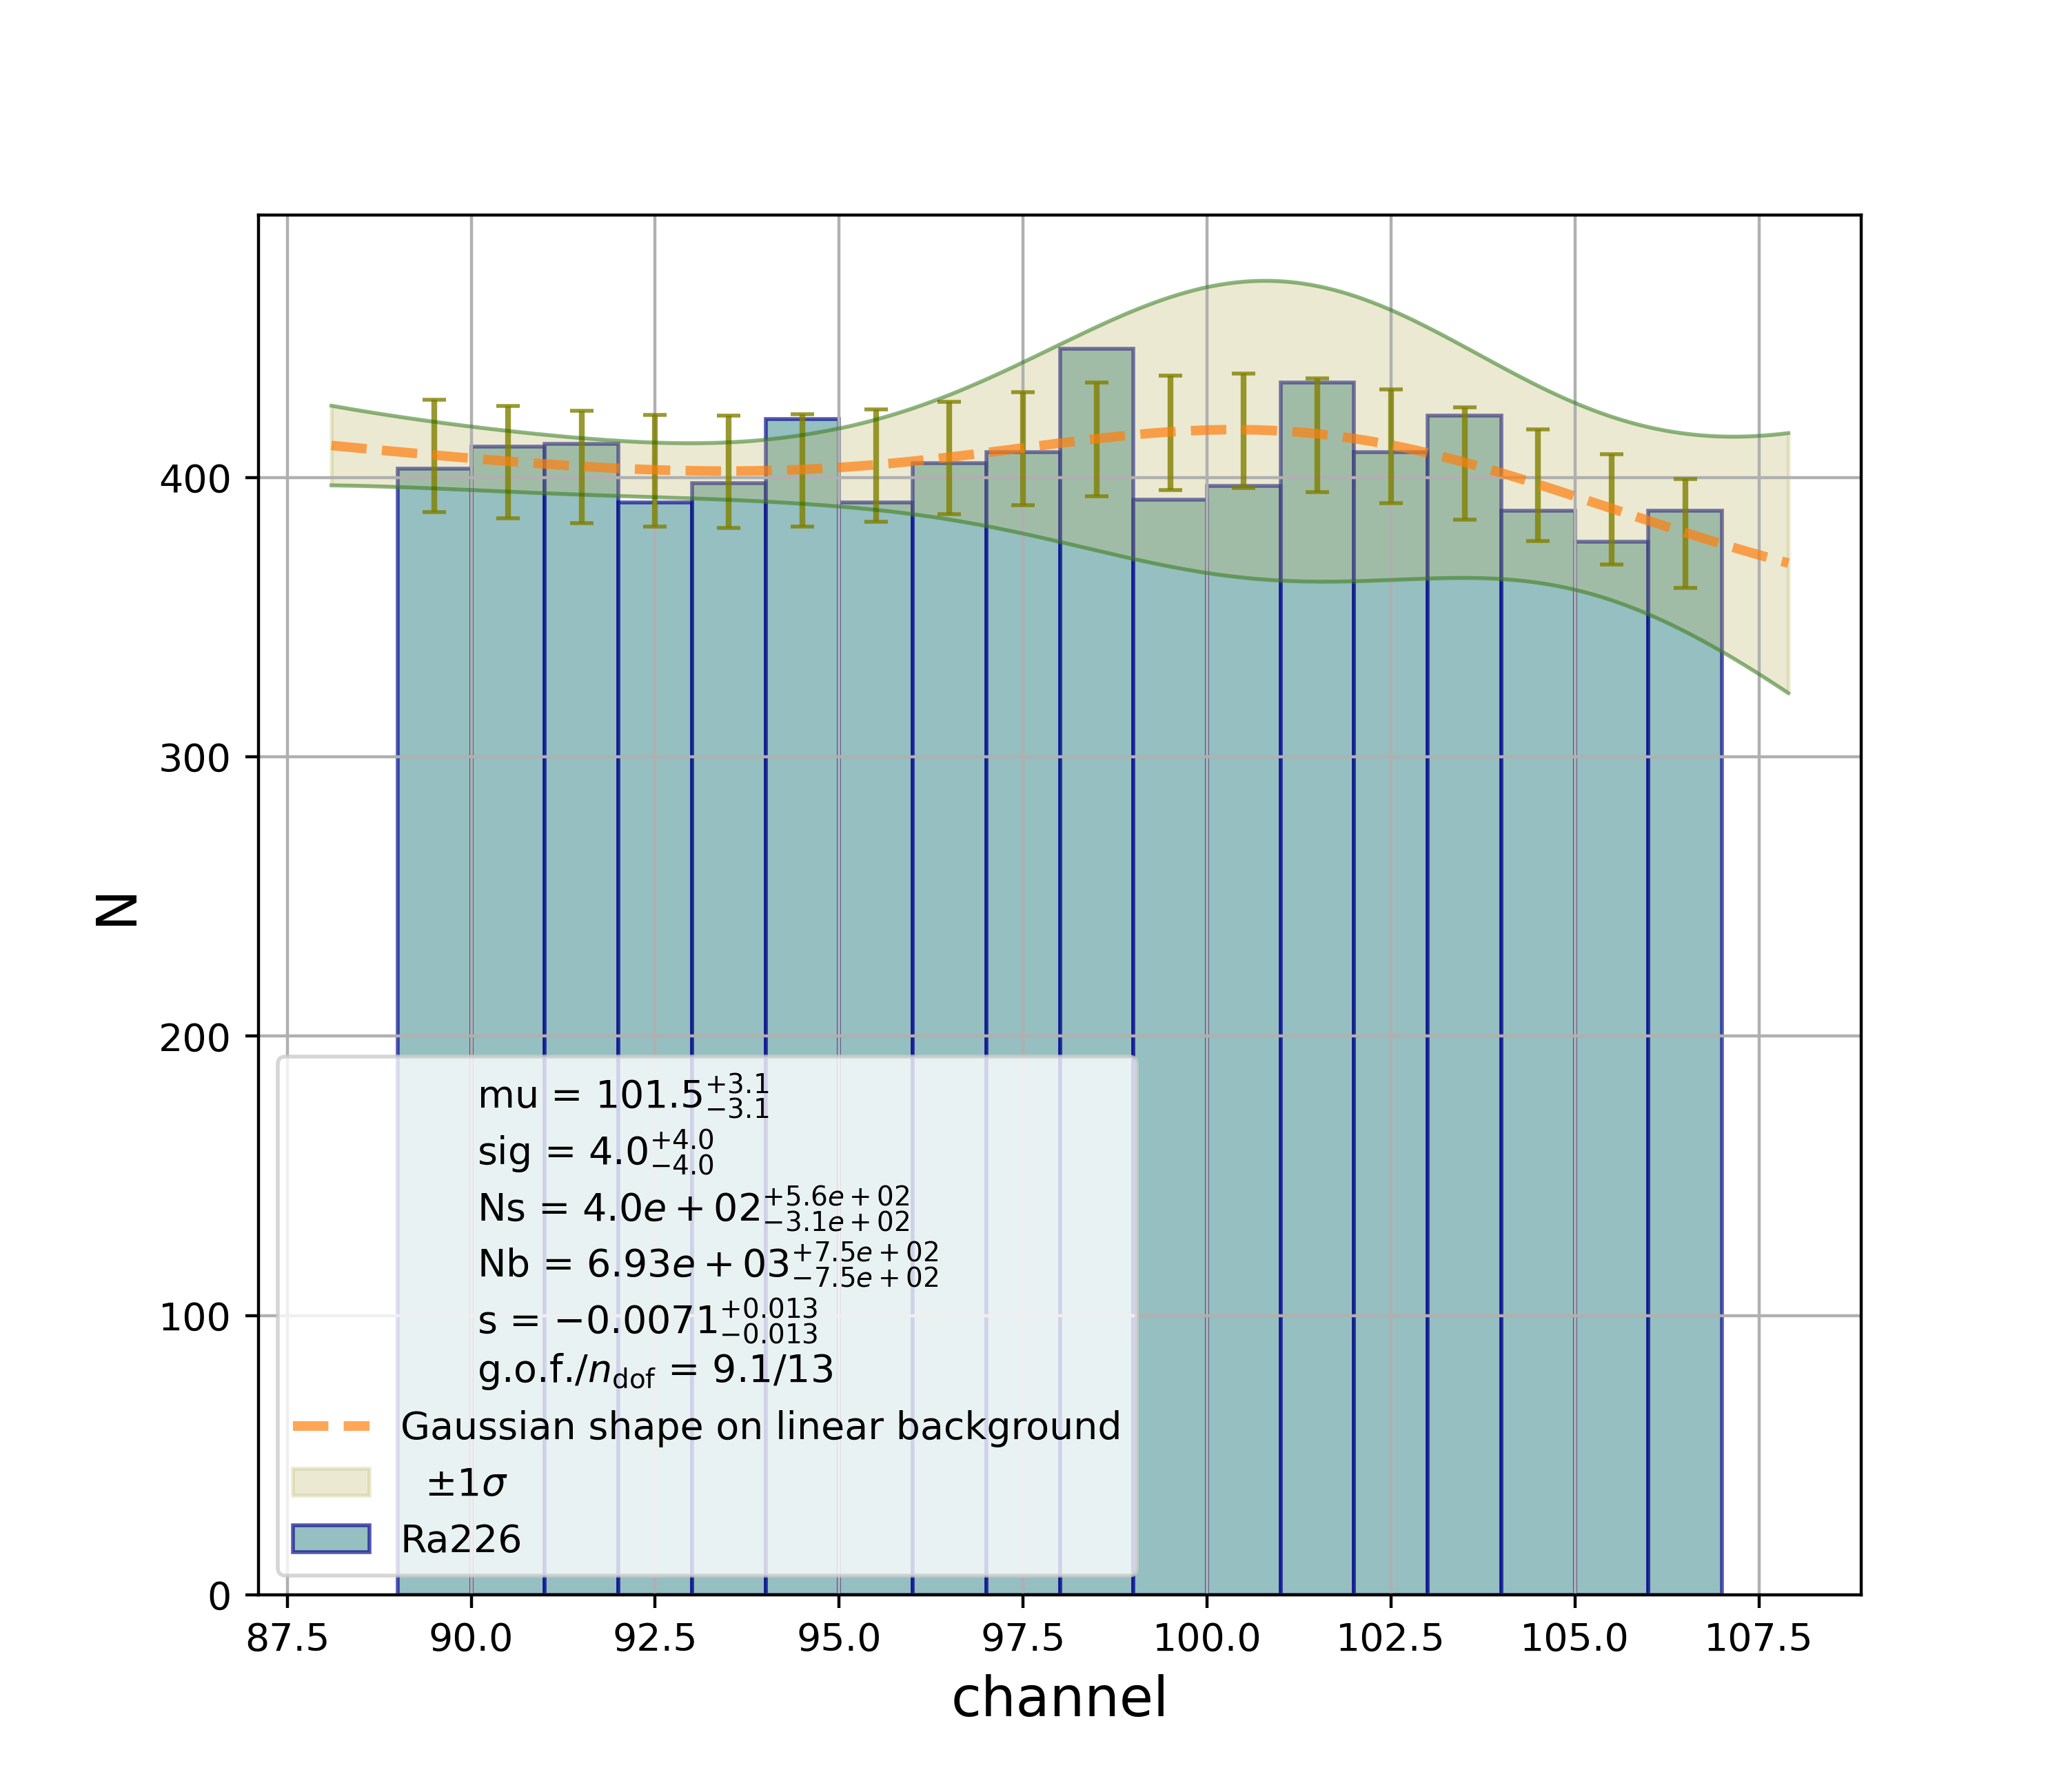 400
300
200
100
0
N
mu = 101.5 +3.1 −3.1
sig = 4.0 +4.0 −4.0
Ns = 4.0e + 02 +5.6e + 02 −3.1e + 02
Nb = 6.93e + 03 +7.5e + 02 −7.5e + 02
s = −0.0071 +0.013 −0.013
g.o.f./n_dof = 9.1/13
Gaussian shape on linear background
±1σ
Ra226
87.5 90.0 92.5 95.0 97.5 100.0 102.5 105.0 107.5
channel